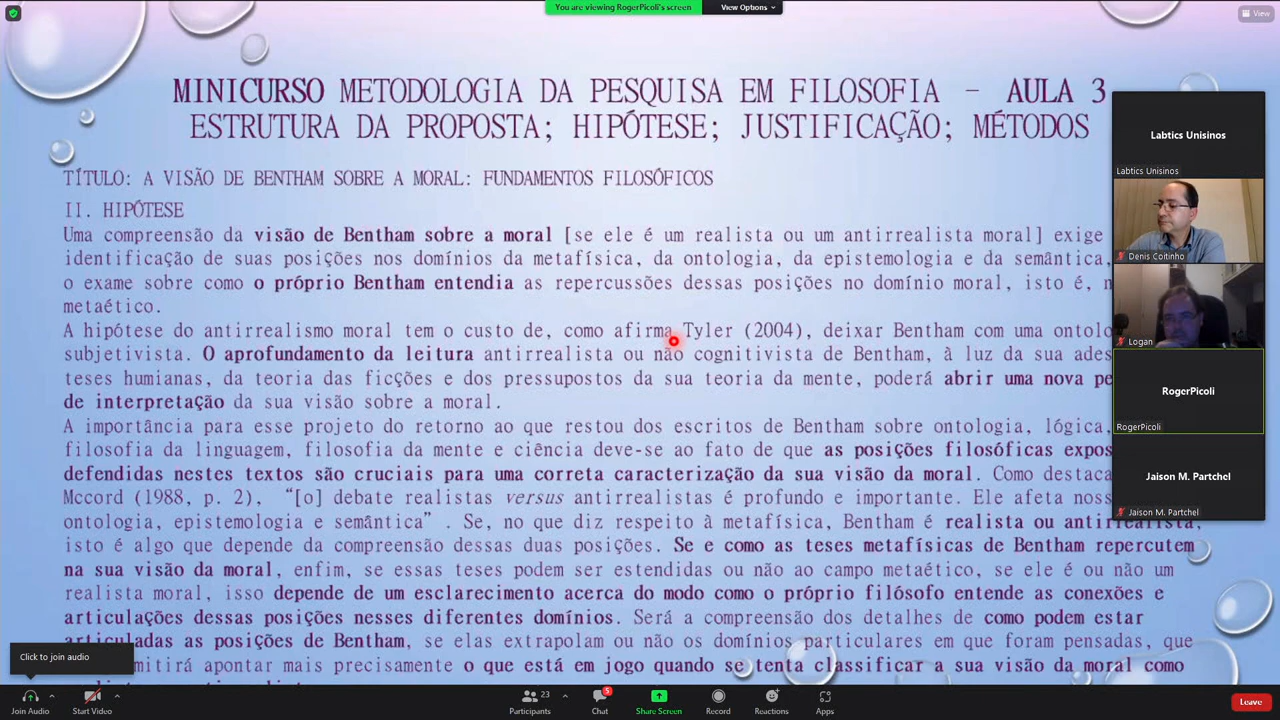 You are viewing RogerPicoli's screen
View Options
View
MINICURSO METODOLOGIA DA PESQUISA EM FILOSOFIA – AULA 3
ESTRUTURA DA PROPOSTA; HIPÓTESE; JUSTIFICAÇÃO; MÉTODOS
TÍTULO: A VISÃO DE BENTHAM SOBRE A MORAL: FUNDAMENTOS FILOSÓFICOS
II. HIPÓTESE
Uma compreensão da visão de Bentham sobre a moral [se ele é um realista ou um antirrealista moral] exige
identificação de suas posições nos domínios da metafísica, da ontologia, da epistemologia e da semântica,
o exame sobre como o próprio Bentham entendia as repercussões dessas posições no domínio moral, isto é, n
metaético.
A hipótese do antirrealismo moral tem o custo de, como afirma Tyler (2004), deixar Bentham com uma ontolo
subjetivista. O aprofundamento da leitura antirrealista ou não cognitivista de Bentham, à luz da sua ades
teses humianas, da teoria das ficções e dos pressupostos da sua teoria da mente, poderá abrir uma nova pe
de interpretação da sua visão sobre a moral.
A importância para esse projeto do retorno ao que restou dos escritos de Bentham sobre ontologia, lógica,
filosofia da linguagem, filosofia da mente e ciência deve-se ao fato de que as posições filosóficas expos
defendidas nestes textos são cruciais para uma correta caracterização da sua visão da moral. Como destaca
Mccord (1988, p. 2), “[o] debate realistas versus antirrealistas é profundo e importante. Ele afeta nos
ontologia, epistemologia e semântica” Se, no que diz respeito à metafísica, Bentham é realista ou antirrealista,
isto é algo que depende da compreensão dessas duas posições. Se e como as teses metafísicas de Bentham repercutem
na sua visão da moral, enfim, se essas teses podem ser estendidas ou não ao campo metaético, se ele é ou não um
realista moral, isso depende de um esclarecimento acerca do modo como o próprio filósofo entende as conexões e
articulações dessas posições nesses diferentes domínios. Será a compreensão dos detalhes de como podem estar
articuladas as posições de Bentham, se elas extrapolam ou não os domínios particulares em que foram pensadas, que
mitirá apontar mais precisamente o que está em jogo quando se tenta classificar a sua visão da moral como
Labtics Unisinos
Labtics Unisinos
Denis Coitinho
Logan
RogerPicoli
RogerPicoli
Jaison M. Partchel
Jaison M. Partchel
Click to join audio
Join Audio
Start Video
23
Participants
5
Chat
Share Screen
Record
Reactions
Apps
Leave